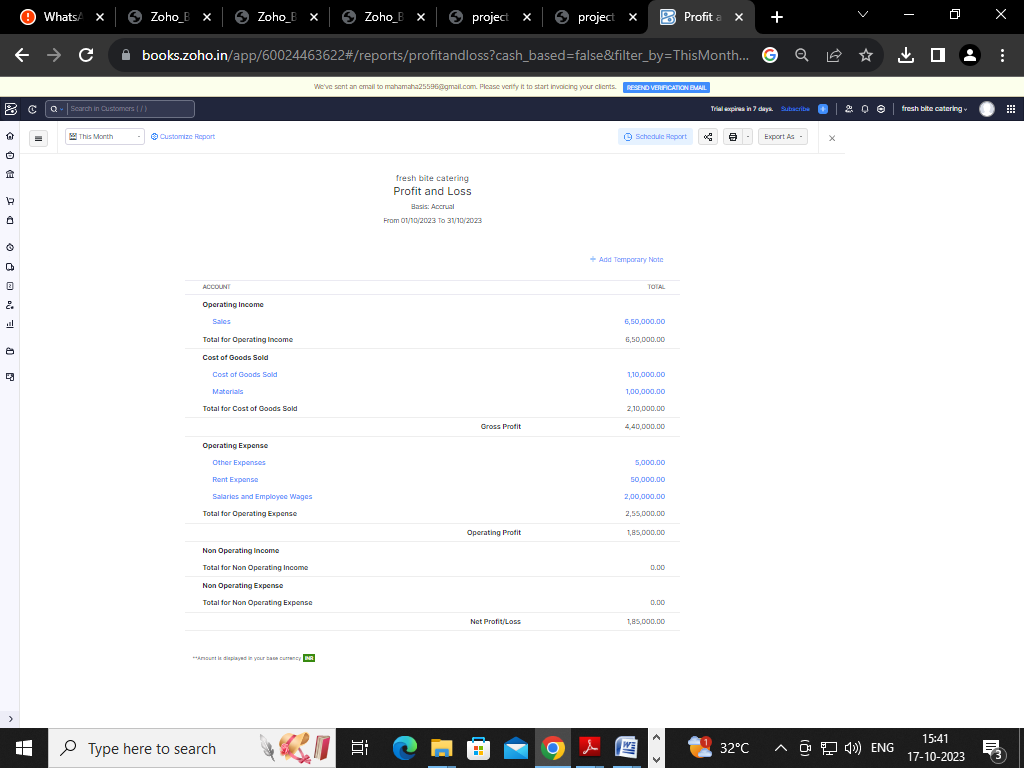 WhatsA
Zoho_B
Zoho_B
Zoho_B
project
project
Profit a
books.zoho.in/app/60024463622#/reports/profitandloss?cash_based=false&filter_by=ThisMonth...
We've sent an email to mahamaha25596@gmail.com. Please verify it to start invoicing your clients. RESEND VERIFICATION EMAIL
Search in Customers ( / )
Trial expires in 7 days. Subscribe
fresh bite catering
This Month
Customize Report
Schedule Report
Export As
fresh bite catering
Profit and Loss
Basis: Accrual
From 01/10/2023 To 31/10/2023
+ Add Temporary Note
ACCOUNT TOTAL
Operating Income
Sales 6,50,000.00
Total for Operating Income 6,50,000.00
Cost of Goods Sold
Cost of Goods Sold 1,10,000.00
Materials 1,00,000.00
Total for Cost of Goods Sold 2,10,000.00
Gross Profit 4,40,000.00
Operating Expense
Other Expenses 5,000.00
Rent Expense 50,000.00
Salaries and Employee Wages 2,00,000.00
Total for Operating Expense 2,55,000.00
Operating Profit 1,85,000.00
Non Operating Income
Total for Non Operating Income 0.00
Non Operating Expense
Total for Non Operating Expense 0.00
Net Profit/Loss 1,85,000.00
**Amount is displayed in your base currency INR
Type here to search
32°C
ENG
15:41
17-10-2023
3